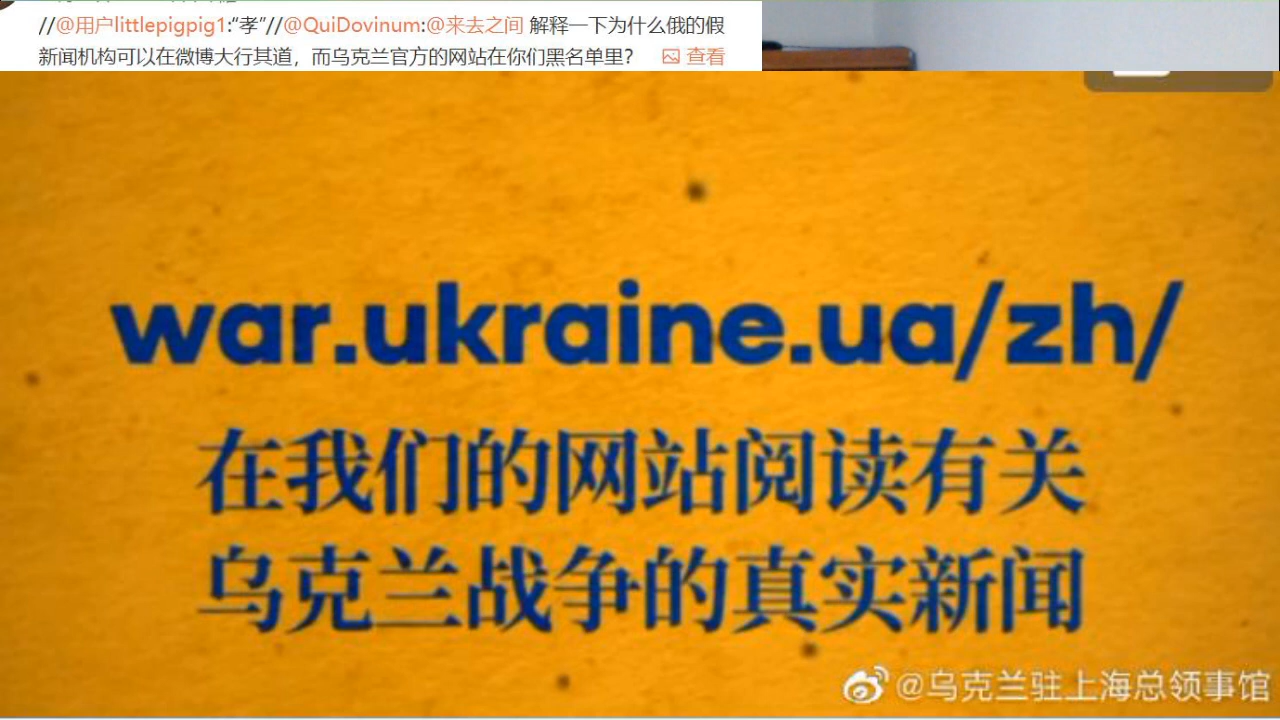 //@用户littlepigpig1:“孝”//@QuiDovinum:@来去之间 解释一下为什么俄的假
新闻机构可以在微博大行其道，而乌克兰官方的网站在你们黑名单里？ 查看
war.ukraine.ua/zh/
在我们的网站阅读有关
乌克兰战争的真实新闻
@乌克兰驻上海总领事馆